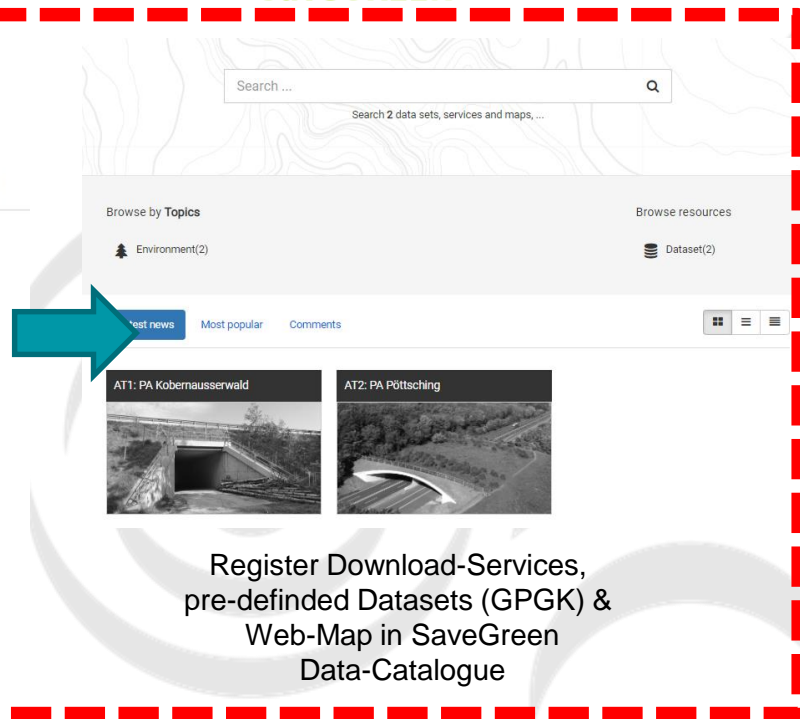 Search ...
Search 2 data sets, services and maps, ...
Browse by Topics
Browse resources
Environment(2)
Dataset(2)
test news
Most popular
Comments
AT1: PA Kobernausserwald
AT2: PA Pöttsching
Register Download-Services,
pre-definded Datasets (GPGK) &
Web-Map in SaveGreen
Data-Catalogue